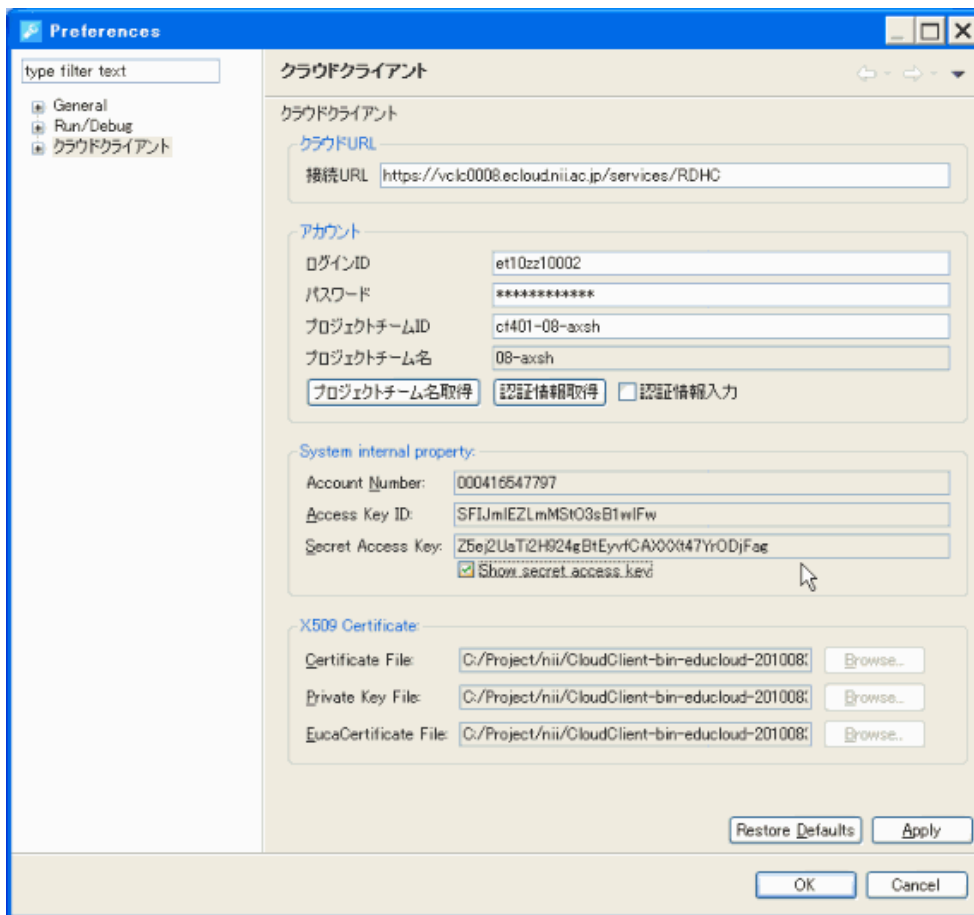 Preferences
type filter text
クラウドクライアント
General
Run/Debug
クラウドクライアント
クラウドクライアント
クラウドURL
接続URL https://vclc0008.ecloud.nii.ac.jp/services/RDHC
アカウント
ログインID et10zz10002
パスワード ************
プロジェクトチームID cf401-08-axsh
プロジェクトチーム名 08-axsh
プロジェクトチーム名取得 認証情報取得 認証情報入力
System internal property:
Account Number: 000416547797
Access Key ID: SFIJmIEZLmMStO3sB1wIFw
Secret Access Key: Z5ej2UaTi2H924gBtEyvfCAXXXt47YrODjFag
Show secret access key
X509 Certificate:
Certificate File: C:/Project/nii/CloudClient-bin-educloud-201008
Browse...
Private Key File: C:/Project/nii/CloudClient-bin-educloud-201008
Browse...
EucaCertificate File: C:/Project/nii/CloudClient-bin-educloud-201008
Browse...
Restore Defaults Apply
OK Cancel